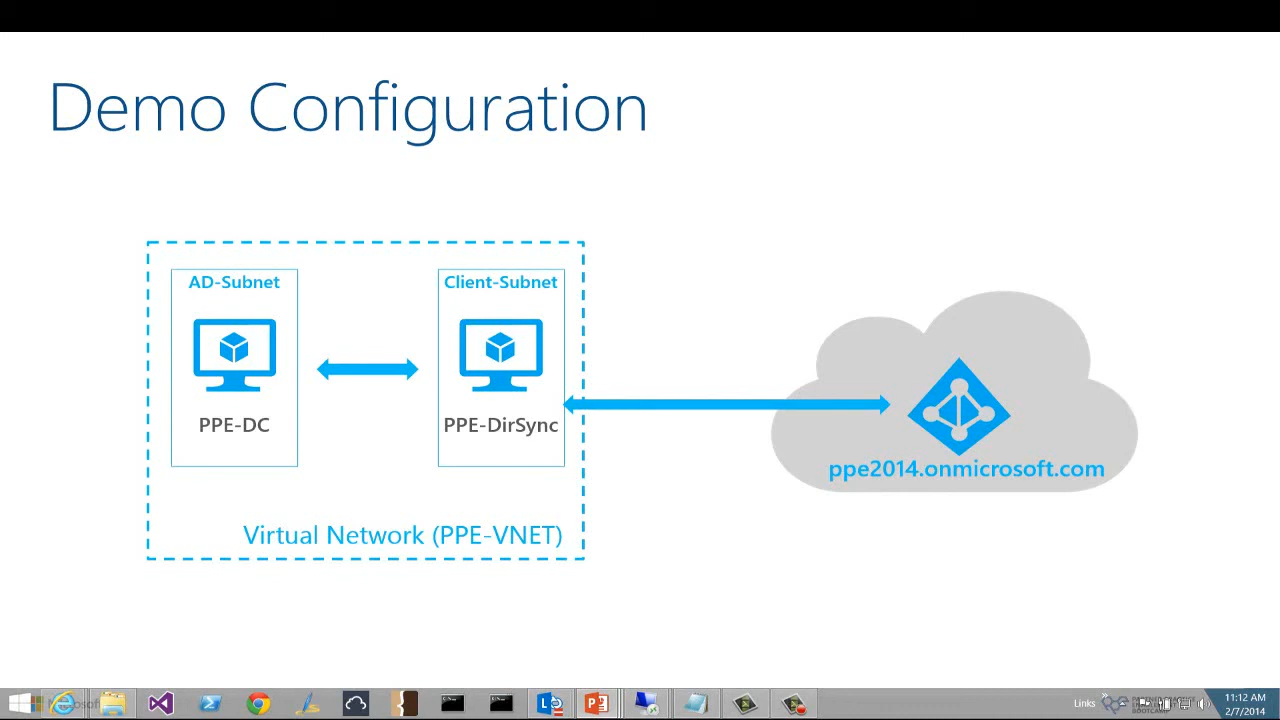 Demo Configuration
AD-Subnet
Client-Subnet
PPE-DC
PPE-DirSync
ppe2014.onmicrosoft.com
Virtual Network (PPE-VNET)
Links
11:12 AM
2/7/2014